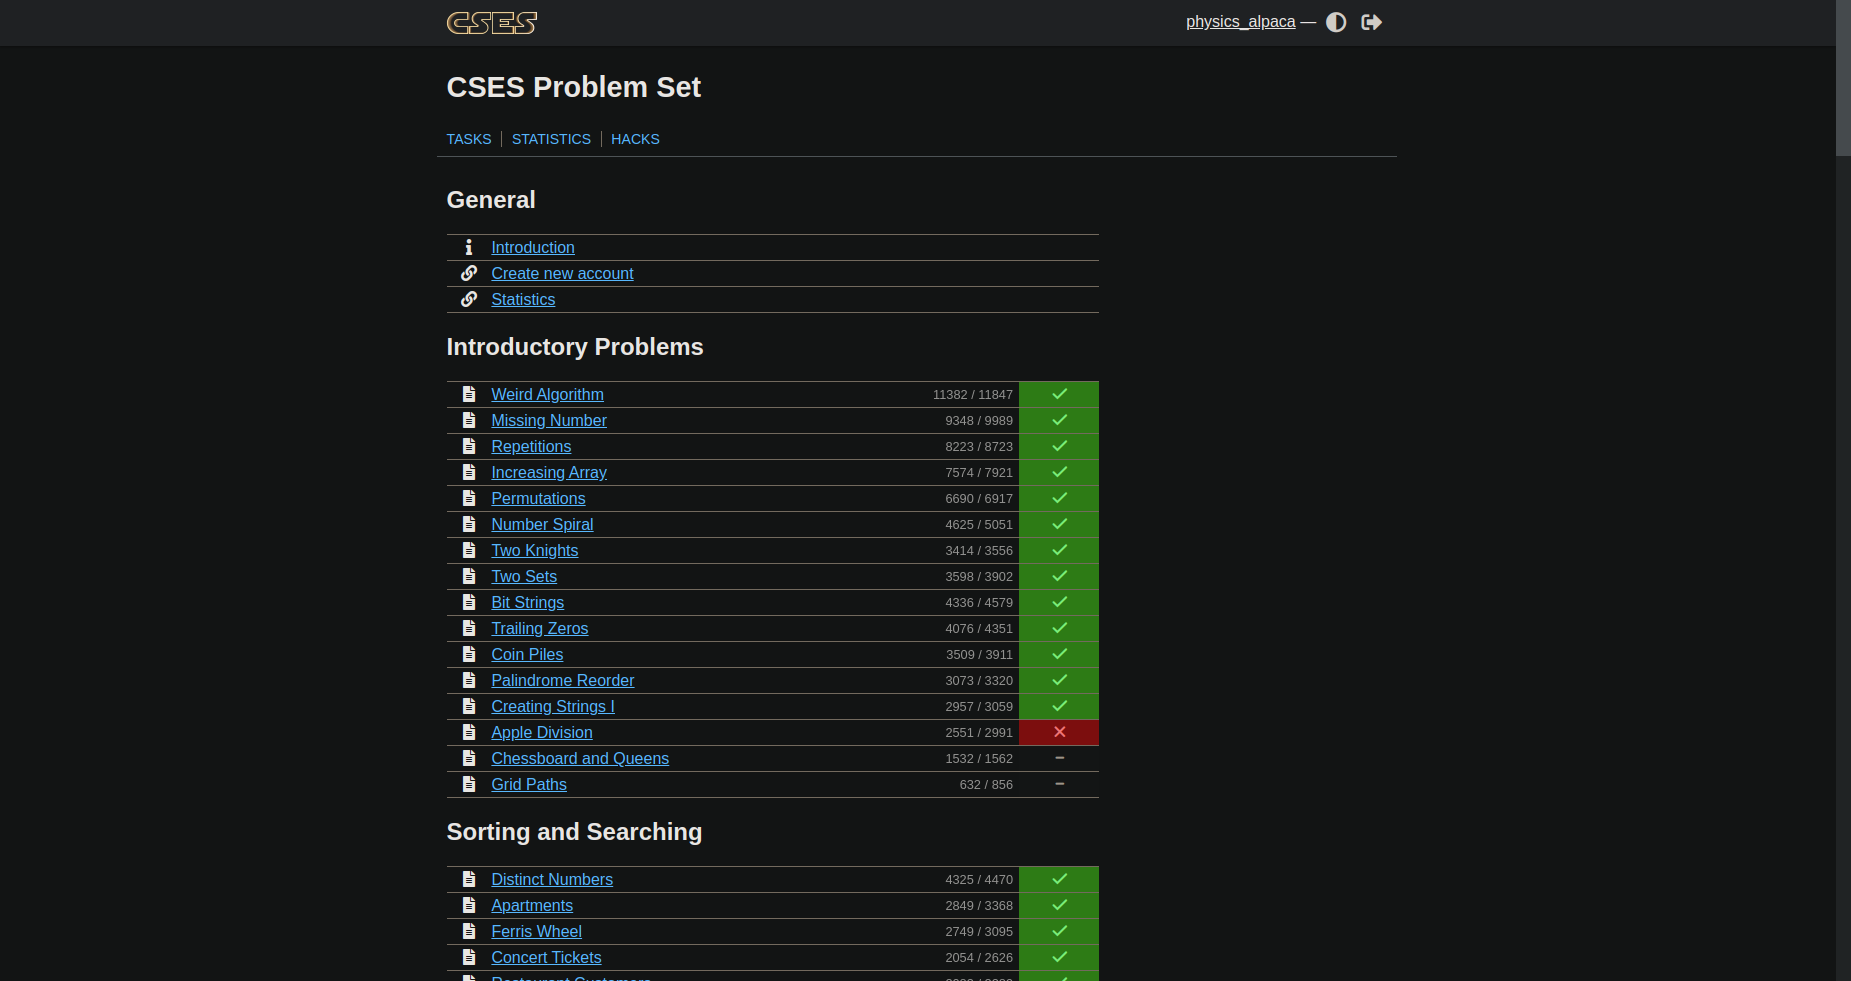 CSES
physics_alpaca —
CSES Problem Set
TASKS STATISTICS HACKS
General
Introduction
Create new account
Statistics
Introductory Problems
Weird Algorithm 11382 / 11847
Missing Number 9348 / 9989
Repetitions 8223 / 8723
Increasing Array 7574 / 7921
Permutations 6690 / 6917
Number Spiral 4625 / 5051
Two Knights 3414 / 3556
Two Sets 3598 / 3902
Bit Strings 4336 / 4579
Trailing Zeros 4076 / 4351
Coin Piles 3509 / 3911
Palindrome Reorder 3073 / 3320
Creating Strings I 2957 / 3059
Apple Division 2551 / 2991
Chessboard and Queens 1532 / 1562
Grid Paths 632 / 856
Sorting and Searching
Distinct Numbers 4325 / 4470
Apartments 2849 / 3368
Ferris Wheel 2749 / 3095
Concert Tickets 2054 / 2626
Restaurant Customers